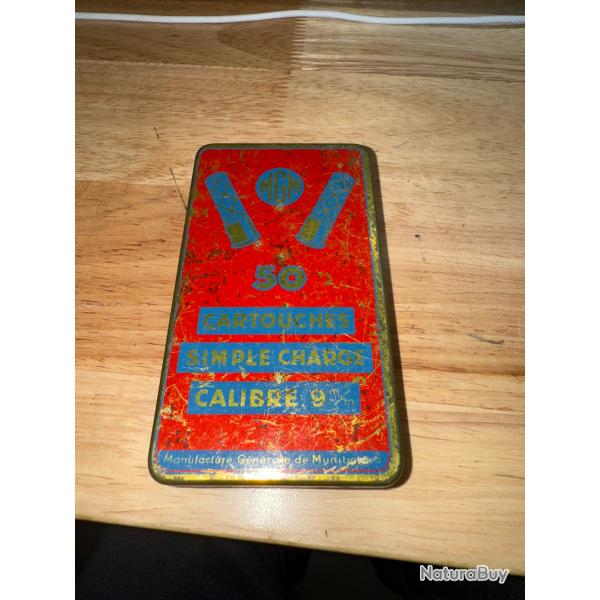 MGM
50
CARTOUCHES
SIMPLE CHARGE
CALIBRE 9 m/m
Manufacture Générale de Munitions
NaturaBuy